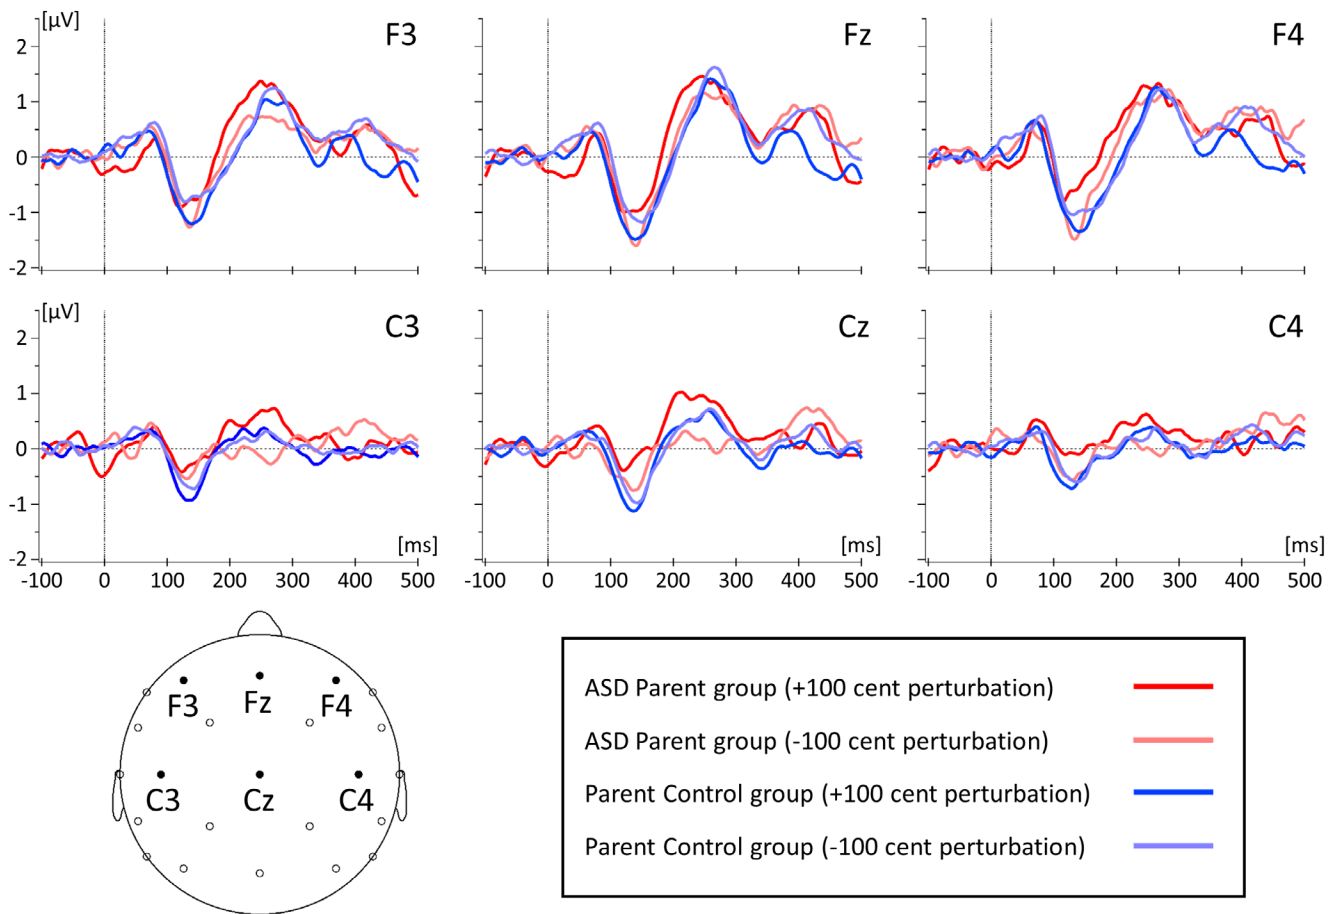 [μV] F3 Fz F4
2
1
0
-1
-2
[μV] C3 Cz C4
2
1
0
-1
-2
[ms] [ms] [ms]
-100 0 100 200 300 400 500 -100 0 100 200 300 400 500 -100 0 100 200 300 400 500
F3 Fz F4
C3 Cz C4
ASD Parent group (+100 cent perturbation)
ASD Parent group (-100 cent perturbation)
Parent Control group (+100 cent perturbation)
Parent Control group (-100 cent perturbation)